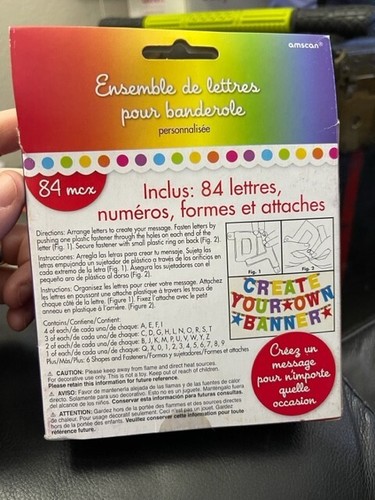 amscan®
Ensemble de lettres
pour banderole
personnalisée
84 mcx
Inclus: 84 lettres,
numéros, formes et attaches
Directions: Arrange letters to create your message. Fasten letters by
pushing one plastic fastener through the holes on each end of the
letter (Fig. 1). Secure fastener with small plastic ring on back (Fig. 2).
Instrucciones: Arregla las letras para crear tu mensaje. Sujeta las
letras empujando un sujetador de plástico a través de los orificios en
cada extremo de la letra (Figura 1). Asegura los sujetadores con el
pequeño aro de plástico al dorso (Fig. 2).
Instructions: Organisez les lettres pour créer votre message. Attachez
les lettres en poussant une attache plastique à travers les trous de
chaque côté de la lettre. (Figure 1). Fixez l'attache avec le petit
anneau en plastique à l'arrière. (Figure 2).
Fig. 1
Fig. 2
CREATE
YOUR★OWN
★BANNER★
Contains/Contiene/Contient:
4 of each/de cada uno/de chaque: A, E, F, I
3 of each/de cada uno/de chaque: C, D, G, H, L, N, O, R, S, T
2 of each/de cada uno/de chaque: B, J, K, M, P, U, V, W, Y, Z
1 of each/de cada uno/de chaque: Q, X, 0, 1, 2, 3, 4, 5, 6, 7, 8, 9
Plus/Más/Plus: 6 Shapes and Fasteners/Formas y sujetadores/Formes et attaches
Créez un
message
pour n'importe
quelle
occasion
⚠ CAUTION: Please keep away from flame and direct heat sources.
For decorative use only. This is not a toy. Keep out of reach of children.
Please retain this information for future reference.
⚠ AVISO: Favor de mantenerse alejado de las llamas y de las fuentes de calor
directo. Solamente para uso decorativo. Esto no es un juguete. Manténgalo fuera
del alcance de los niños. Conservar esta información para futuras consultas.
⚠ ATTENTION: Gardez hors de la portée des flammes et des sources directes
de chaleur. Pour usage décoratif seulement. Ceci n'est pas un jouet. Gardez
hors de la portée des enfants. Veuillez conserver cette information pour toute
référence future.